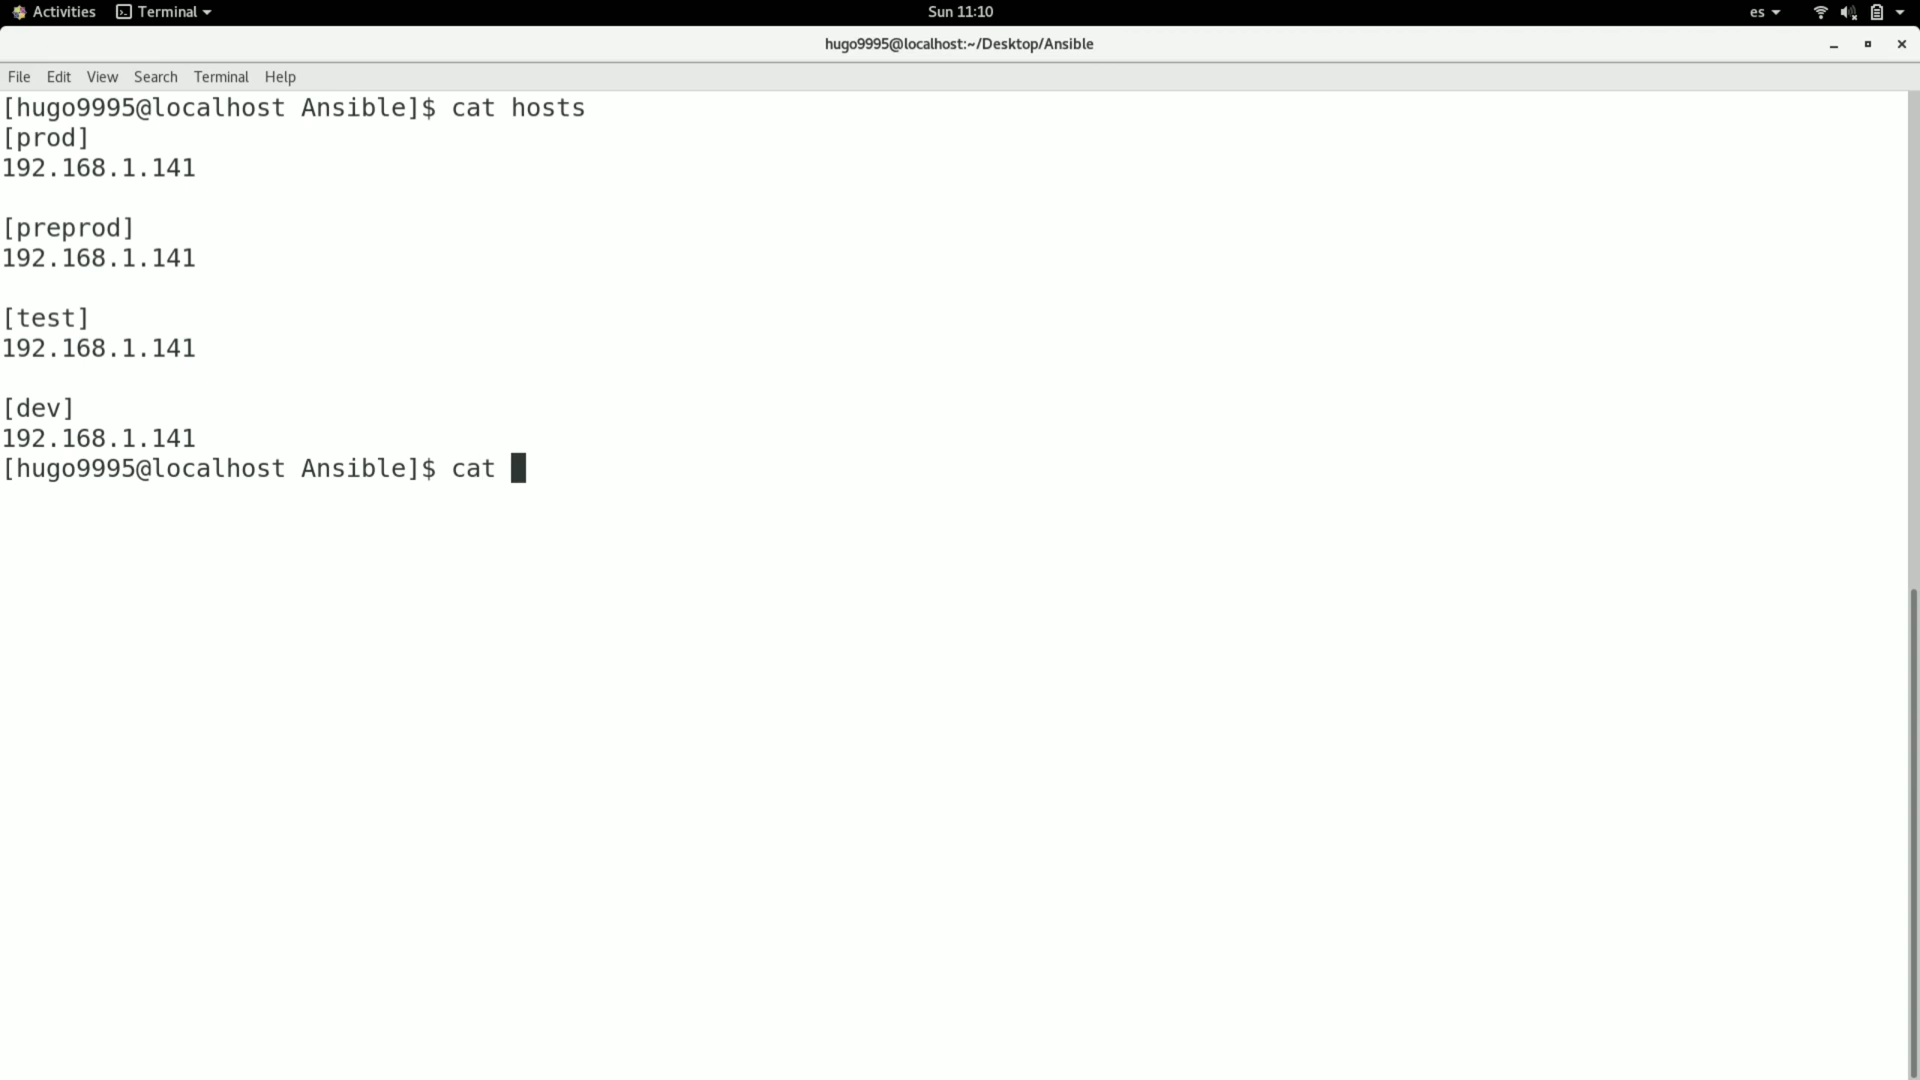 Activities Terminal Sun 11:10 es
hugo9995@localhost:~/Desktop/Ansible
File Edit View Search Terminal Help
[hugo9995@localhost Ansible]$ cat hosts
[prod]
192.168.1.141
[preprod]
192.168.1.141
[test]
192.168.1.141
[dev]
192.168.1.141
[hugo9995@localhost Ansible]$ cat